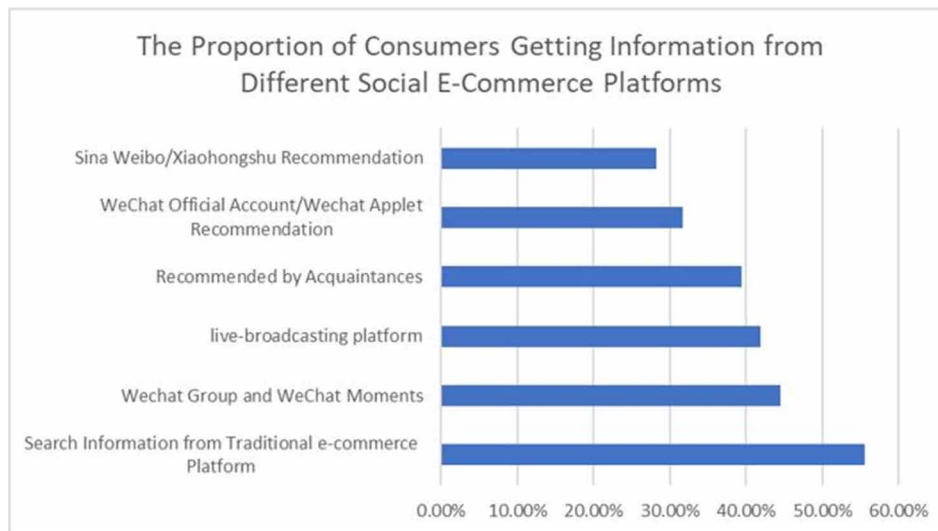 The Proportion of Consumers Getting Information from
Different Social E-Commerce Platforms
Sina Weibo/Xiaohongshu Recommendation
WeChat Official Account/Wechat Applet
Recommendation
Recommended by Acquaintances
live-broadcasting platform
Wechat Group and WeChat Moments
Search Information from Traditional e-commerce
Platform
0.00% 10.00% 20.00% 30.00% 40.00% 50.00% 60.00%